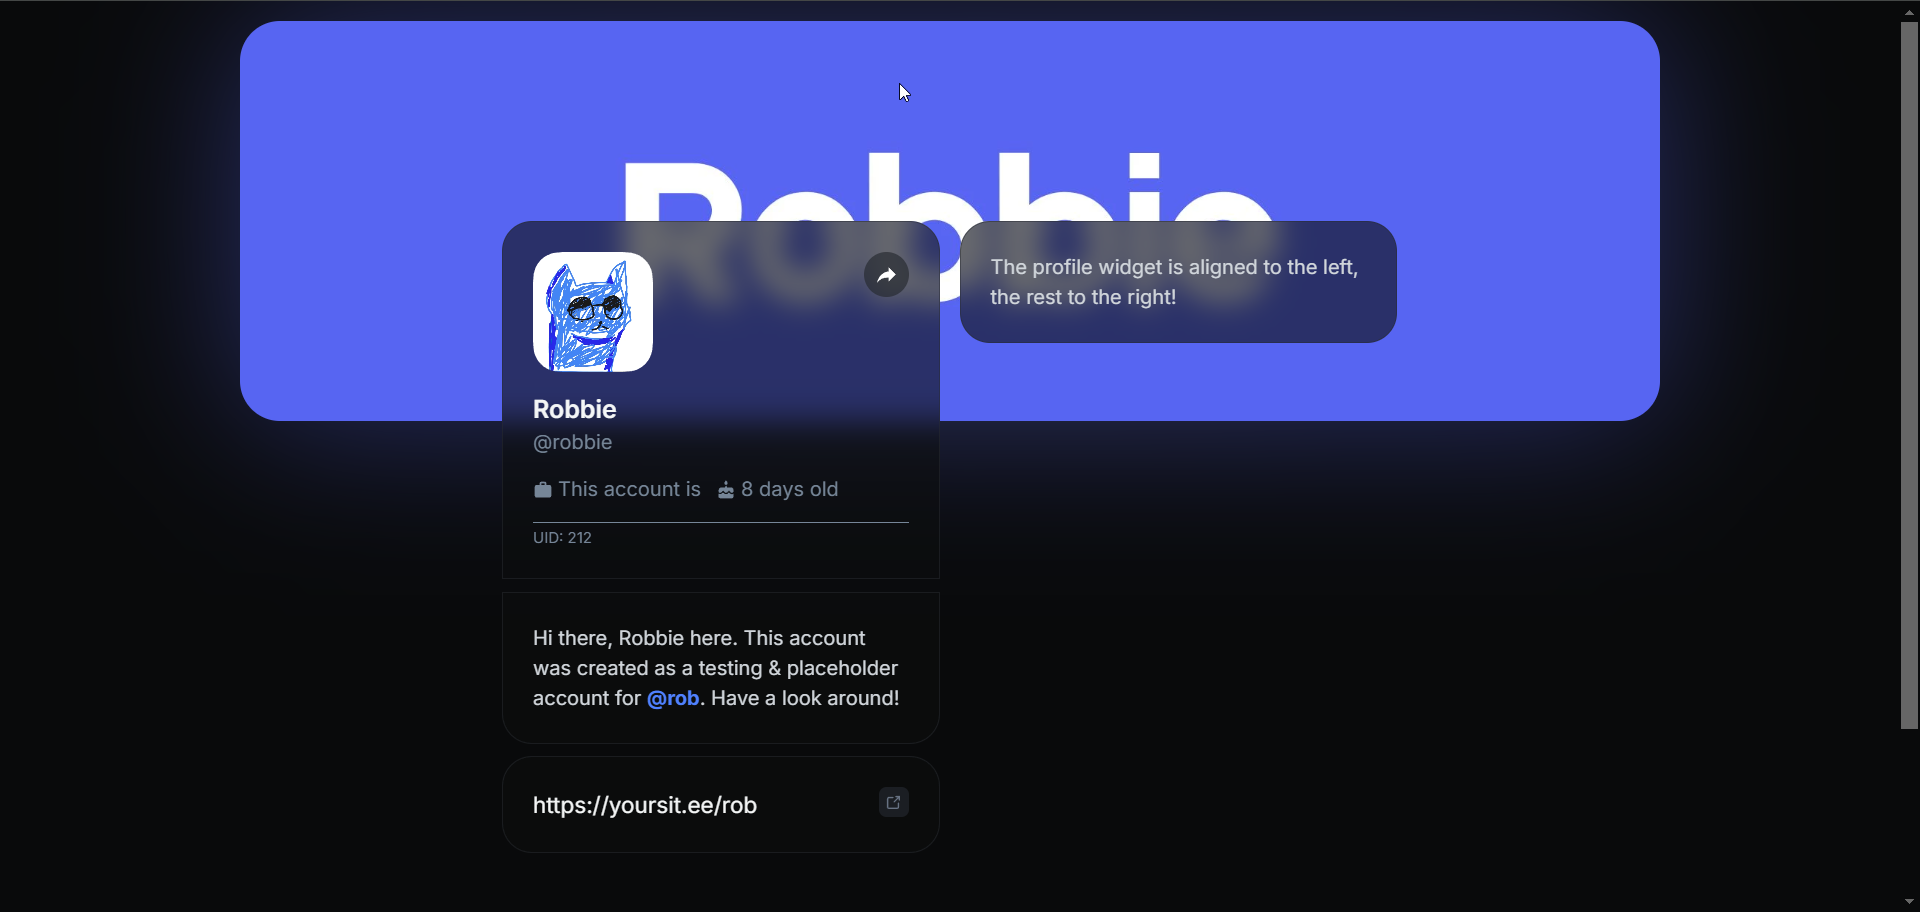 Robbie
The profile widget is aligned to the left,
the rest to the right!
Robbie
@robbie
This account is 8 days old
UID: 212
Hi there, Robbie here. This account
was created as a testing & placeholder
account for @rob. Have a look around!
https://yoursit.ee/rob